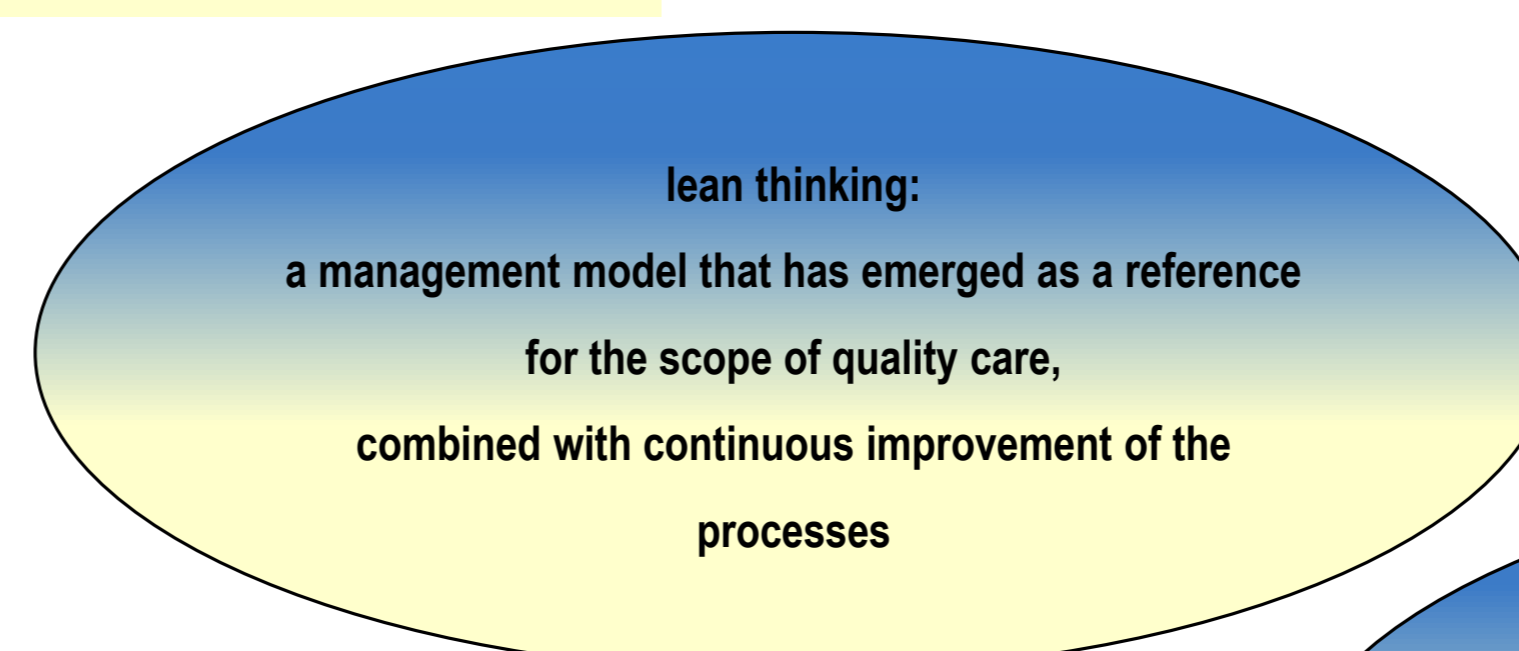 lean thinking:
a management model that has emerged as a reference
for the scope of quality care,
combined with continuous improvement of the
processes